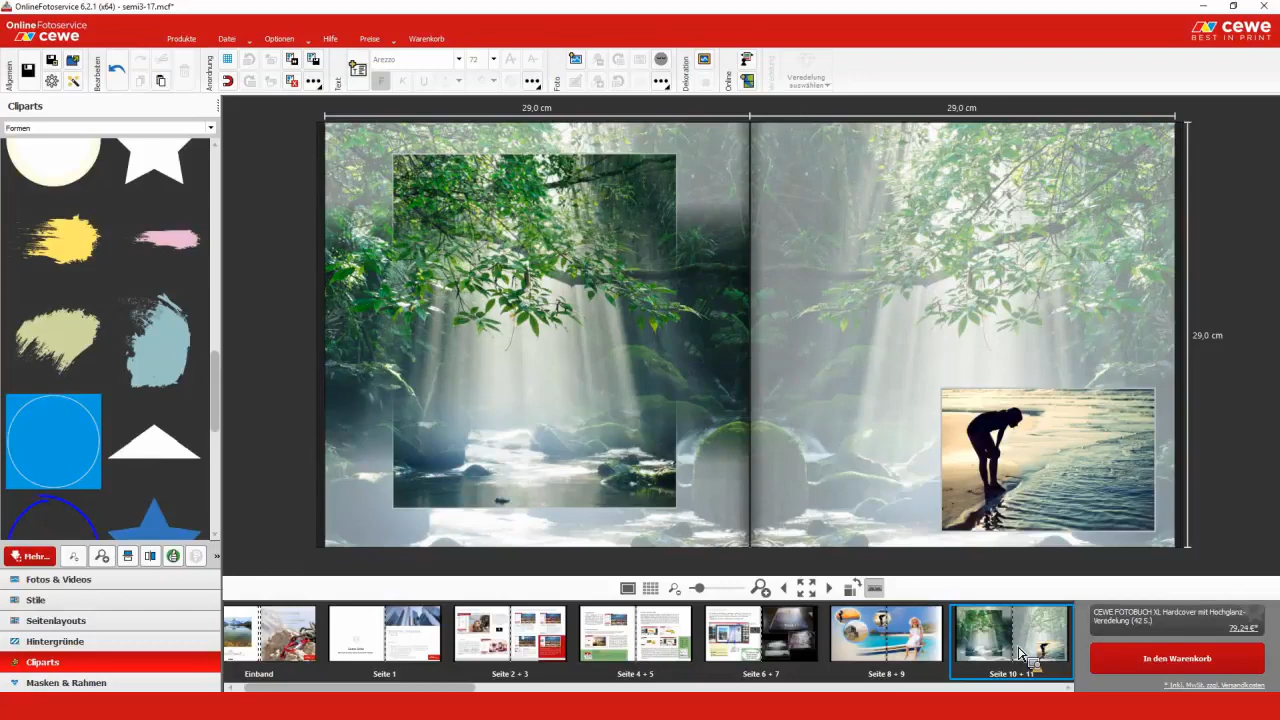 OnlineFotoservice 6.2.1 (x64) - semi3-17.mcf*
OnlineFotoservice
cewe
Produkte
Datei
Optionen
Hilfe
Preise
Warenkorb
cewe
BEST IN PRINT
Allgemein
Bearbeiten
Anordnung
Text
Arezzo
72
F
K
U
Foto
Dekoration
Online
Veredelung
Veredelung auswählen
Cliparts
Formen
29,0 cm
29,0 cm
29,0 cm
Mehr...
Fotos & Videos
Stile
Seitenlayouts
Hintergründe
Cliparts
Masken & Rahmen
Einband
Seite 1
Seite 2 + 3
Seite 4 + 5
Seite 6 + 7
Seite 8 + 9
Seite 10 + 11
CEWE FOTOBUCH XL Hardcover mit Hochglanz-
Veredelung (42 S.)
79,24 €*
In den Warenkorb
* Inkl. MwSt. zzgl. Versandkosten